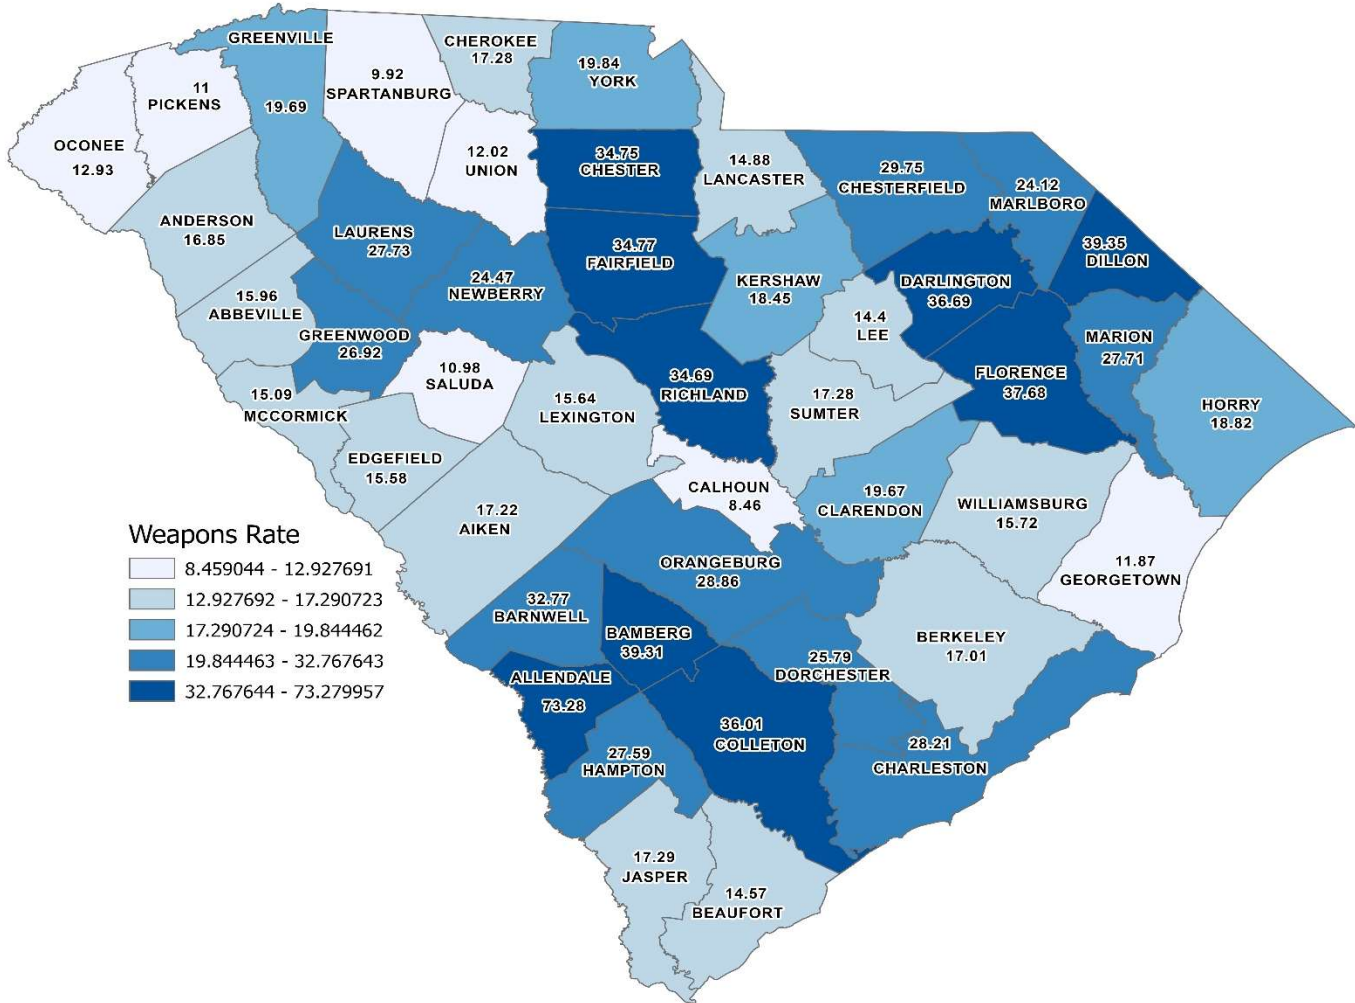 GREENVILLE
19.69
CHEROKEE
17.28
9.92
SPARTANBURG
19.84
YORK
11
PICKENS
OCONEE
12.93
12.02
UNION
34.75
CHESTER
14.88
LANCASTER
29.75
CHESTERFIELD
24.12
MARLBORO
ANDERSON
16.85
LAURENS
27.73
34.77
FAIRFIELD
39.35
DILLON
24.47
NEWBERRY
KERSHAW
18.45
DARLINGTON
36.69
15.96
ABBEVILLE
GREENWOOD
26.92
14.4
LEE
MARION
27.71
10.98
SALUDA
34.69
RICHLAND
FLORENCE
37.68
15.09
MCCORMICK
15.64
LEXINGTON
17.28
SUMTER
HORRY
18.82
EDGEFIELD
15.58
CALHOUN
8.46
19.67
CLARENDON
WILLIAMSBURG
15.72
17.22
AIKEN
Weapons Rate
8.459044 - 12.927691
12.927692 - 17.290723
17.290724 - 19.844462
19.844463 - 32.767643
32.767644 - 73.279957
ORANGEBURG
28.86
11.87
GEORGETOWN
32.77
BARNWELL
BAMBERG
39.31
BERKELEY
17.01
25.79
DORCHESTER
ALLENDALE
73.28
36.01
COLLETON
28.21
CHARLESTON
27.59
HAMPTON
17.29
JASPER
14.57
BEAUFORT